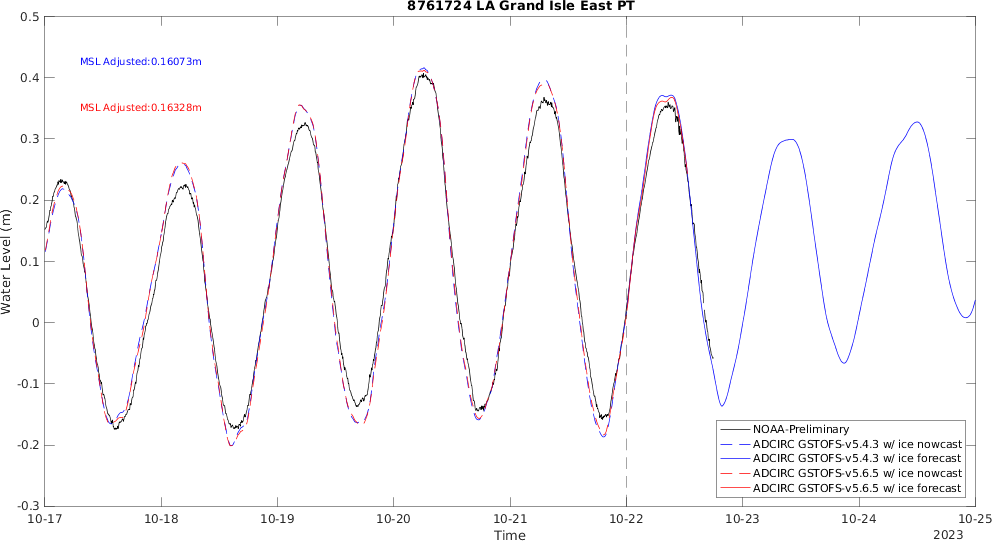 8761724 LA Grand Isle East PT
0.5
MSL Adjusted:0.16073m
0.4
MSL Adjusted:0.16328m
0.3
0.2
Water Level (m)
0.1
0
-0.1
-0.2
-0.3
NOAA-Preliminary
ADCIRC GSTOFS-v5.4.3 w/ ice nowcast
ADCIRC GSTOFS-v5.4.3 w/ ice forecast
ADCIRC GSTOFS-v5.6.5 w/ ice nowcast
ADCIRC GSTOFS-v5.6.5 w/ ice forecast
10-17 10-18 10-19 10-20 10-21 10-22 10-23 10-24 10-25
Time
2023